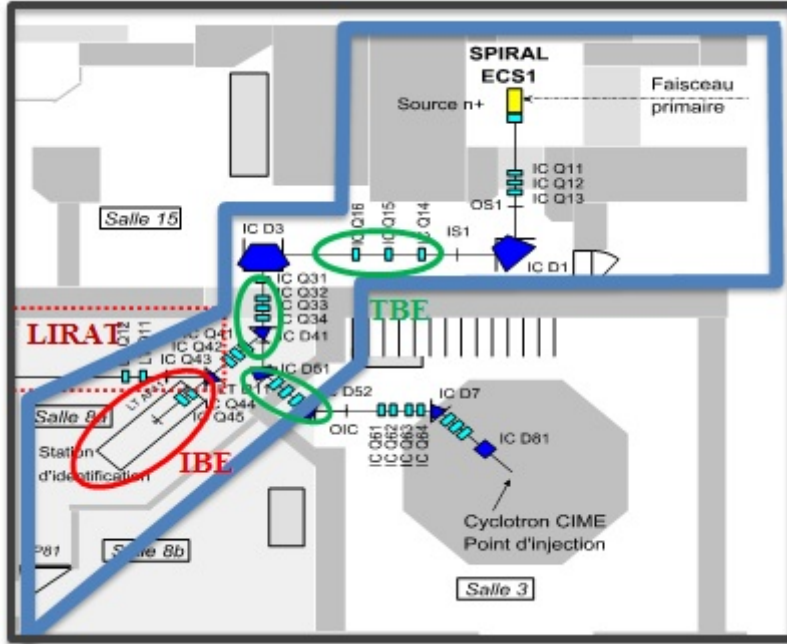 SPIRAL
ECS1
Source n+
Faisceau
primaire
IC Q11
IC Q12
IC Q13
OS1
Salle 15
IC D3
IC Q16
IC Q15
IC Q14
IS1
IC D1
IC Q31
IC Q32
IC Q33
IC Q34
TBE
LIRAT
IC Q41
IC Q42
IC Q43
IC D41
IC D51
D11
IC Q44
IC Q45
D52
OIC
IC D7
IC Q61
IC Q62
IC Q63
IC Q64
IC D81
Station
d'identification
IBE
Cyclotron CIME
Point d'injection
P81
Salle 8b
Salle 3